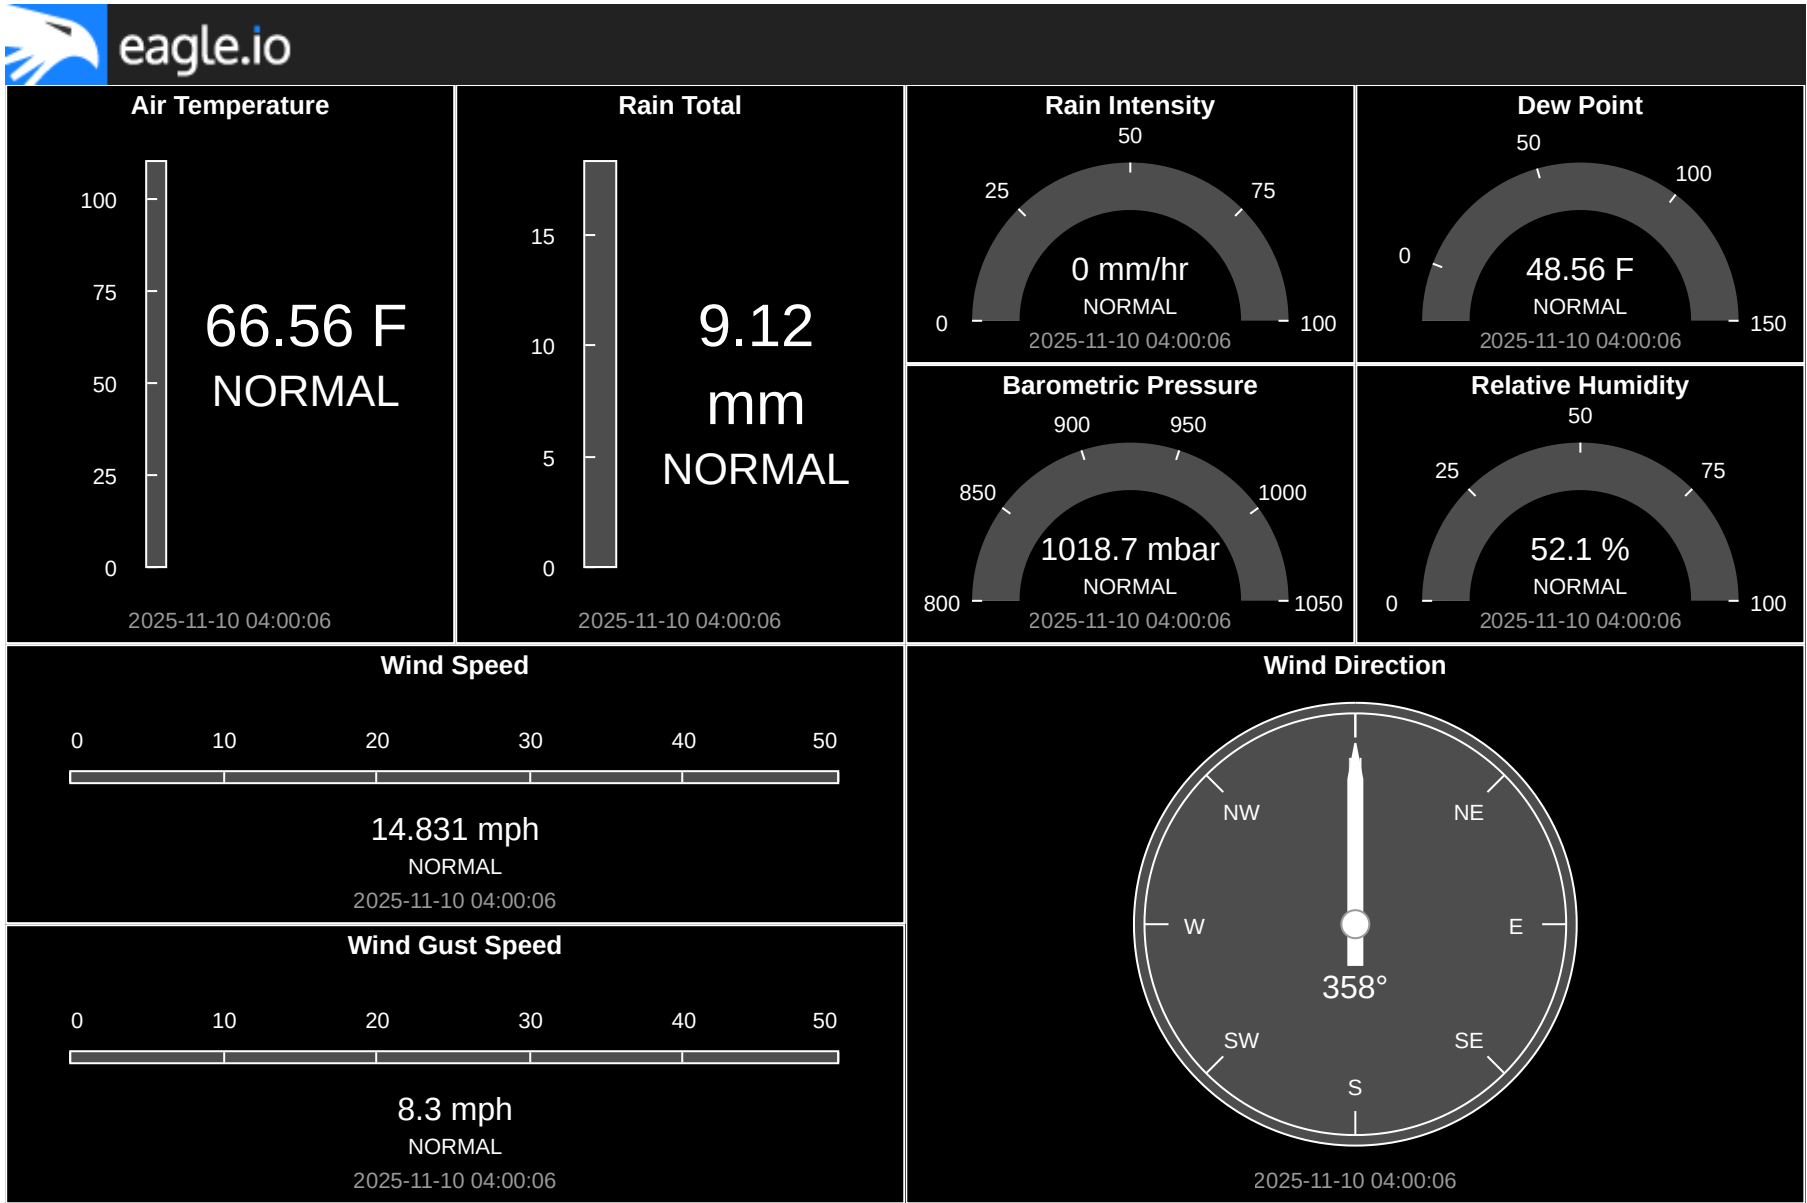 eagle.io
Air Temperature
100
75
50
25
0
66.56 F
NORMAL
2025-11-10 04:00:06
Rain Total
15
10
5
0
9.12
mm
NORMAL
2025-11-10 04:00:06
Rain Intensity
0
25
50
75
100
0 mm/hr
NORMAL
2025-11-10 04:00:06
Dew Point
0
50
100
150
48.56 F
NORMAL
2025-11-10 04:00:06
Barometric Pressure
800
850
900
950
1000
1050
1018.7 mbar
NORMAL
2025-11-10 04:00:06
Relative Humidity
0
25
50
75
100
52.1 %
NORMAL
2025-11-10 04:00:06
Wind Speed
0 10 20 30 40 50
14.831 mph
NORMAL
2025-11-10 04:00:06
Wind Gust Speed
0 10 20 30 40 50
8.3 mph
NORMAL
2025-11-10 04:00:06
Wind Direction
NW NE
W E
358°
SW SE
S
2025-11-10 04:00:06